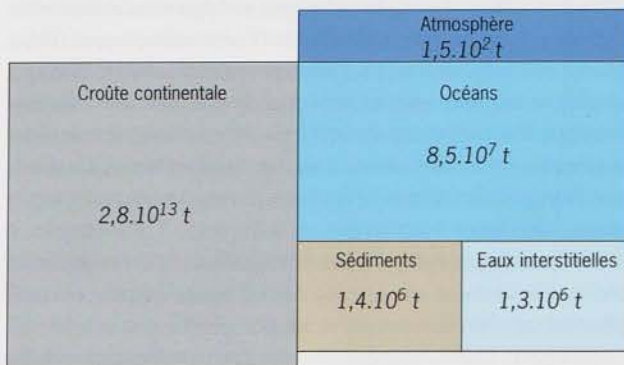 Atmosphère
1,5.10² t
Croûte continentale
2,8.10¹³ t
Océans
8,5.10⁷ t
Sédiments
1,4.10⁶ t
Eaux interstitielles
1,3.10⁶ t